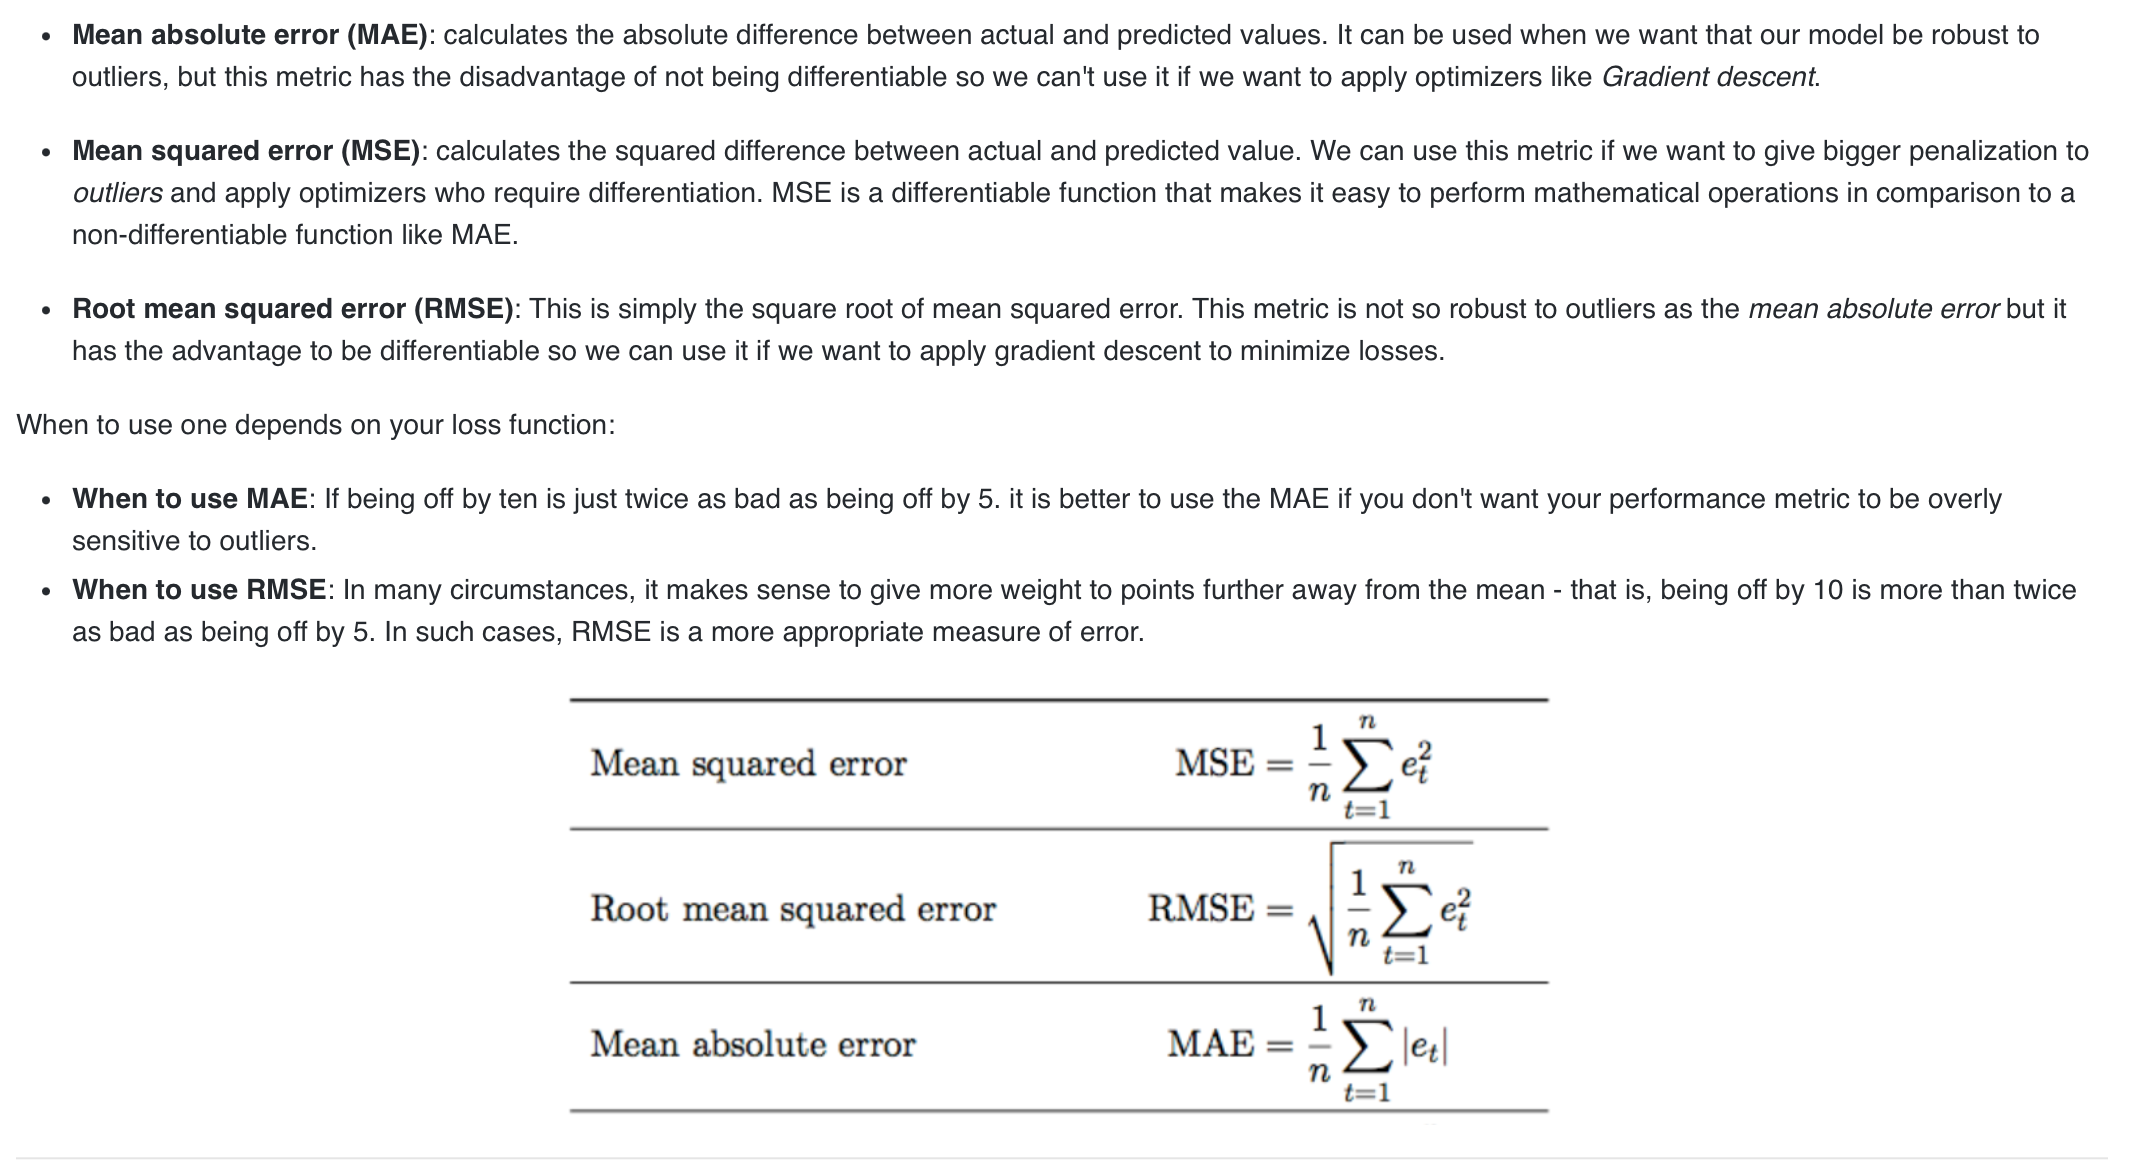 • Mean absolute error (MAE): calculates the absolute difference between actual and predicted values. It can be used when we want that our model be robust to
outliers, but this metric has the disadvantage of not being differentiable so we can't use it if we want to apply optimizers like Gradient descent.
• Mean squared error (MSE): calculates the squared difference between actual and predicted value. We can use this metric if we want to give bigger penalization to
outliers and apply optimizers who require differentiation. MSE is a differentiable function that makes it easy to perform mathematical operations in comparison to a
non-differentiable function like MAE.
• Root mean squared error (RMSE): This is simply the square root of mean squared error. This metric is not so robust to outliers as the mean absolute error but it
has the advantage to be differentiable so we can use it if we want to apply gradient descent to minimize losses.
When to use one depends on your loss function:
• When to use MAE: If being off by ten is just twice as bad as being off by 5. it is better to use the MAE if you don't want your performance metric to be overly
sensitive to outliers.
• When to use RMSE: In many circumstances, it makes sense to give more weight to points further away from the mean - that is, being off by 10 is more than twice
as bad as being off by 5. In such cases, RMSE is a more appropriate measure of error.
Mean squared error MSE = \frac{1}{n} \sum_{t=1}^{n} e_t^2
Root mean squared error RMSE = \sqrt{\frac{1}{n} \sum_{t=1}^{n} e_t^2}
Mean absolute error MAE = \frac{1}{n} \sum_{t=1}^{n} |e_t|